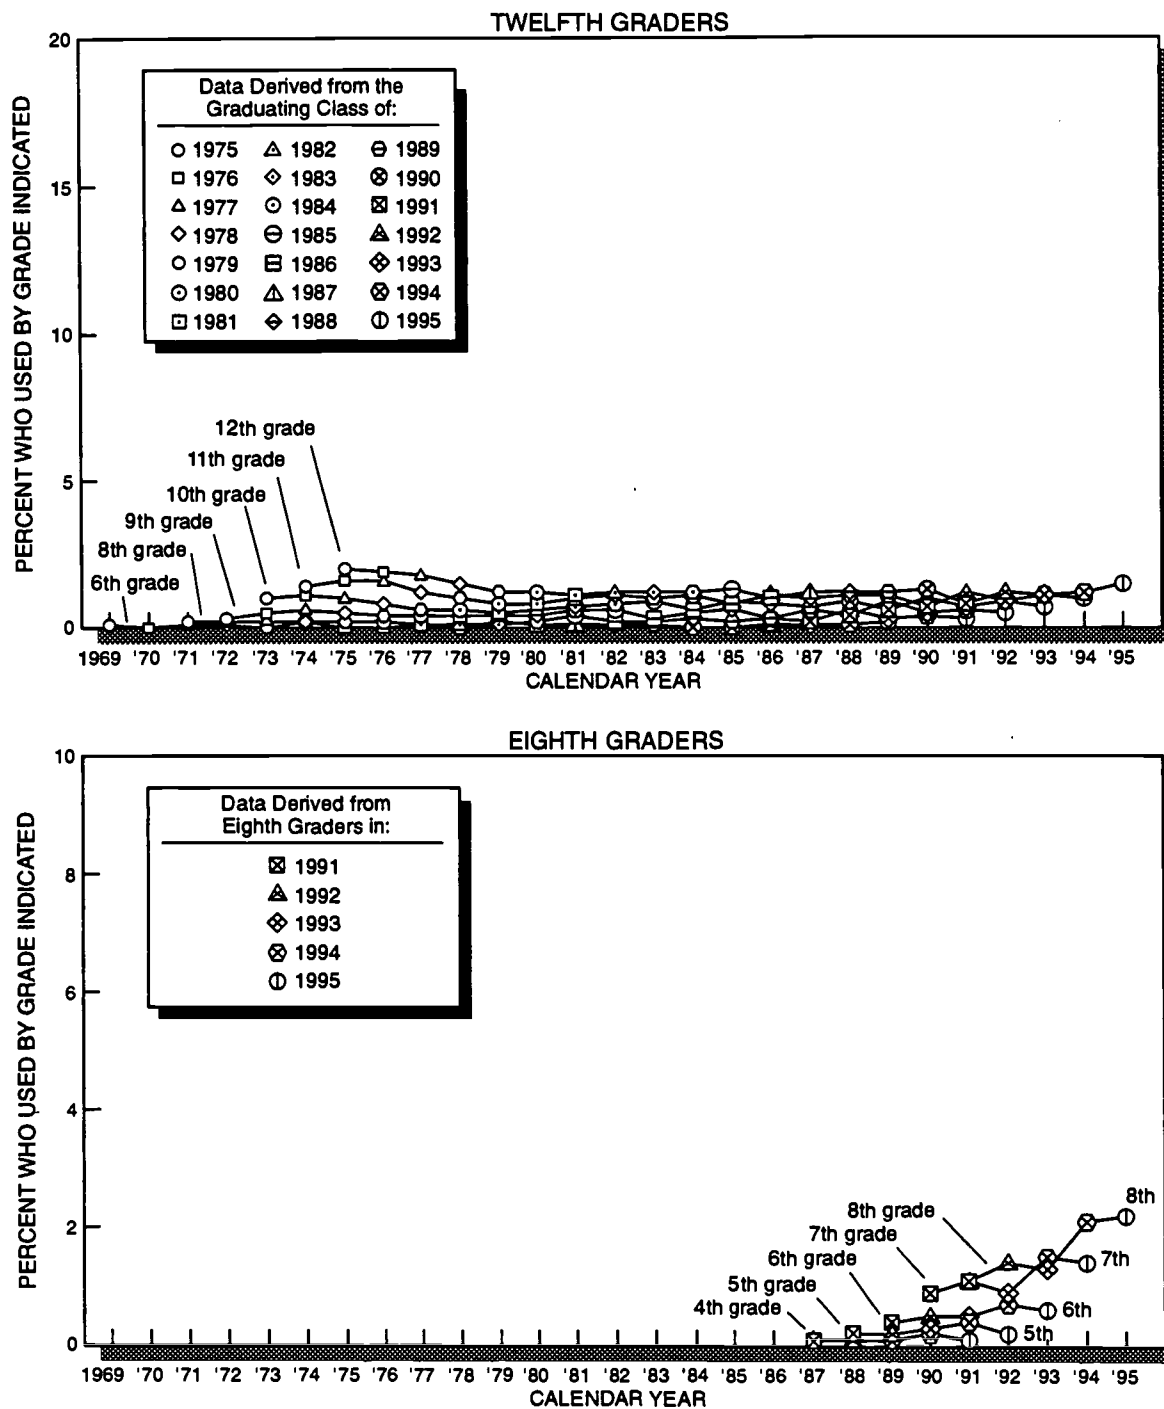 TWELFTH GRADERS
PERCENT WHO USED BY GRADE INDICATED
20
15
10
5
0
Data Derived from the
Graduating Class of:
1975 1982 1989
1976 1983 1990
1977 1984 1991
1978 1985 1992
1979 1986 1993
1980 1987 1994
1981 1988 1995
12th grade
11th grade
10th grade
9th grade
8th grade
6th grade
1969 '70 '71 '72 '73 '74 '75 '76 '77 '78 '79 '80 '81 '82 '83 '84 '85 '86 '87 '88 '89 '90 '91 '92 '93 '94 '95
CALENDAR YEAR
EIGHTH GRADERS
PERCENT WHO USED BY GRADE INDICATED
10
8
6
4
2
0
Data Derived from
Eighth Graders in:
1991
1992
1993
1994
1995
8th
8th grade
7th grade
7th
6th grade
5th grade
4th grade
6th
5th
1969 '70 '71 '72 '73 '74 '75 '76 '77 '78 '79 '80 '81 '82 '83 '84 '85 '86 '87 '88 '89 '90 '91 '92 '93 '94 '95
CALENDAR YEAR